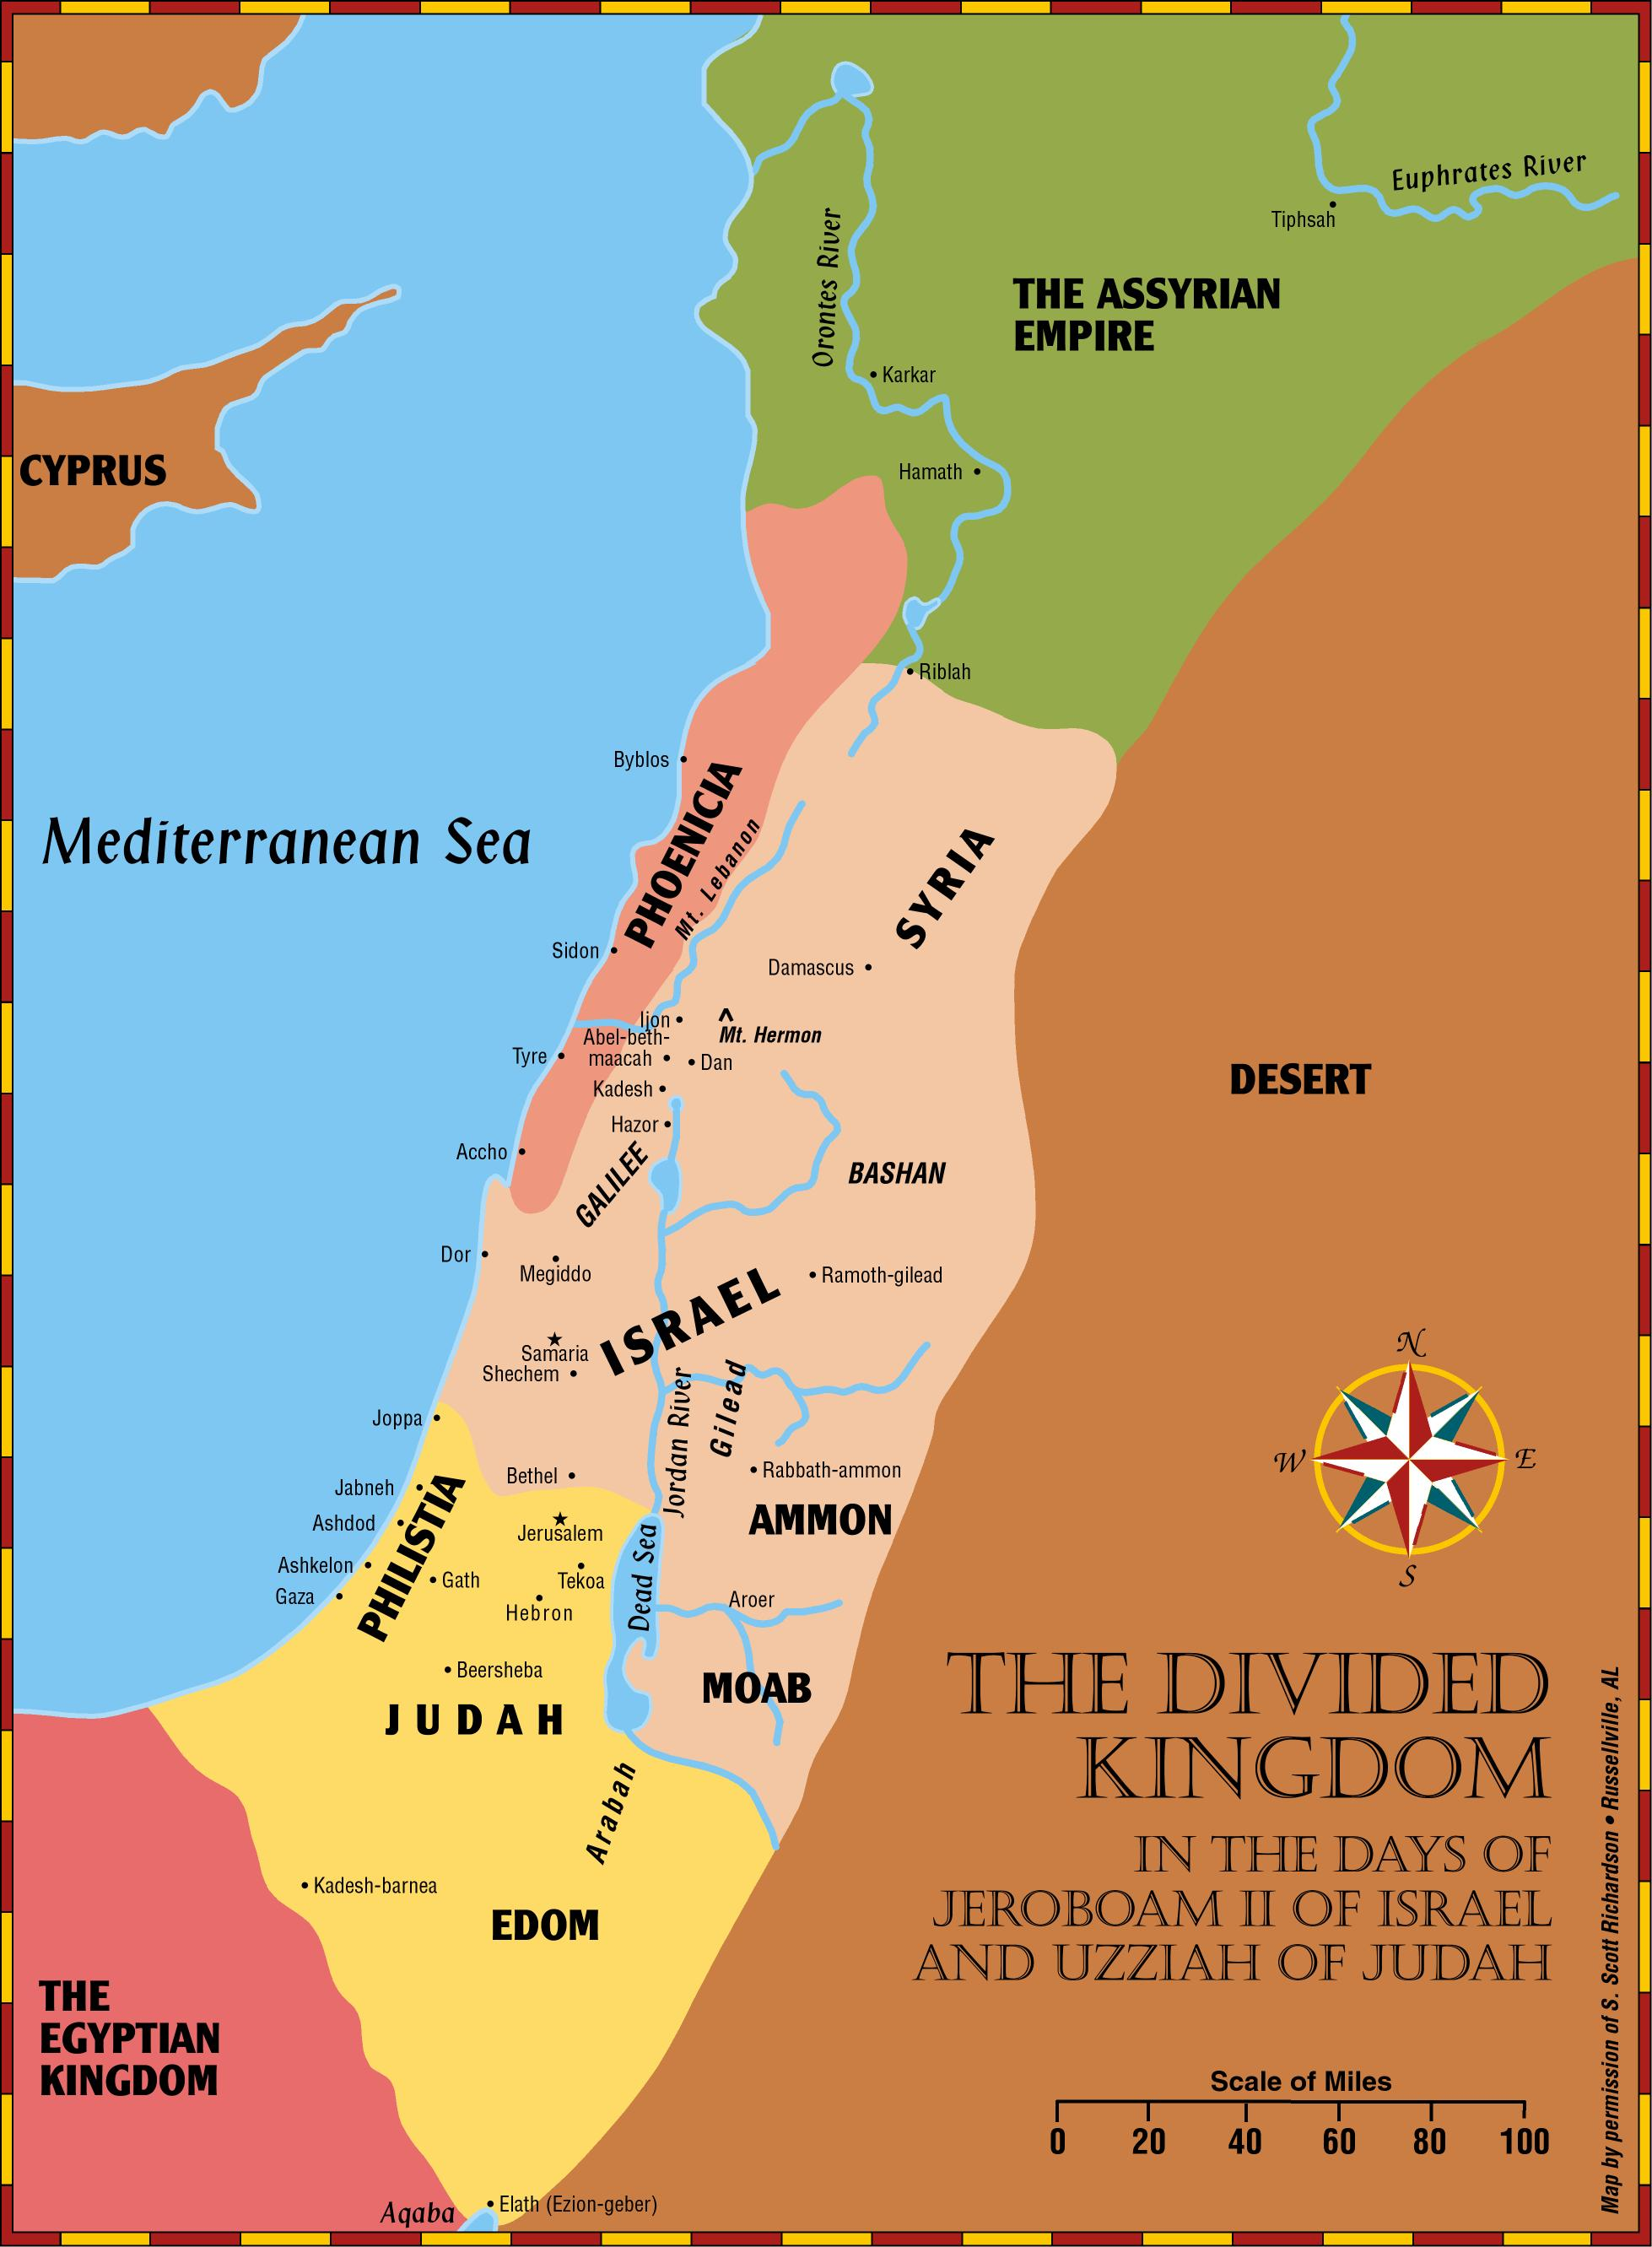 Euphrates River
Tiphsah
Orontes River
THE ASSYRIAN
EMPIRE
Karkar
CYPRUS
Hamath
Riblah
Byblos
PHOENICIA
Mt. Lebanon
Mediterranean Sea
SYRIA
Sidon
Damascus
Ijon
Mt. Hermon
Abel-beth-
maacah
Tyre
Dan
DESERT
Kadesh
Hazor
Accho
GALILEE
BASHAN
Dor
Megiddo
Ramoth-gilead
ISRAEL
Samaria
Shechem
Jordan River
Gilead
Joppa
Bethel
Rabbath-ammon
Jabneh
PHILISTIA
AMMON
Ashdod
Jerusalem
Dead Sea
Ashkelon
Gath
Tekoa
Gaza
Hebron
Aroer
Beersheba
MOAB
JUDAH
Arabah
Kadesh-barnea
EDOM
THE
EGYPTIAN
KINGDOM
Aqaba
Elath (Ezion-geber)
N
W
E
S
THE DIVIDED
KINGDOM
IN THE DAYS OF
JEROBOAM II OF ISRAEL
AND UZZIAH OF JUDAH
Scale of Miles
0 20 40 60 80 100
Map by permission of S. Scott Richardson • Russellville, AL